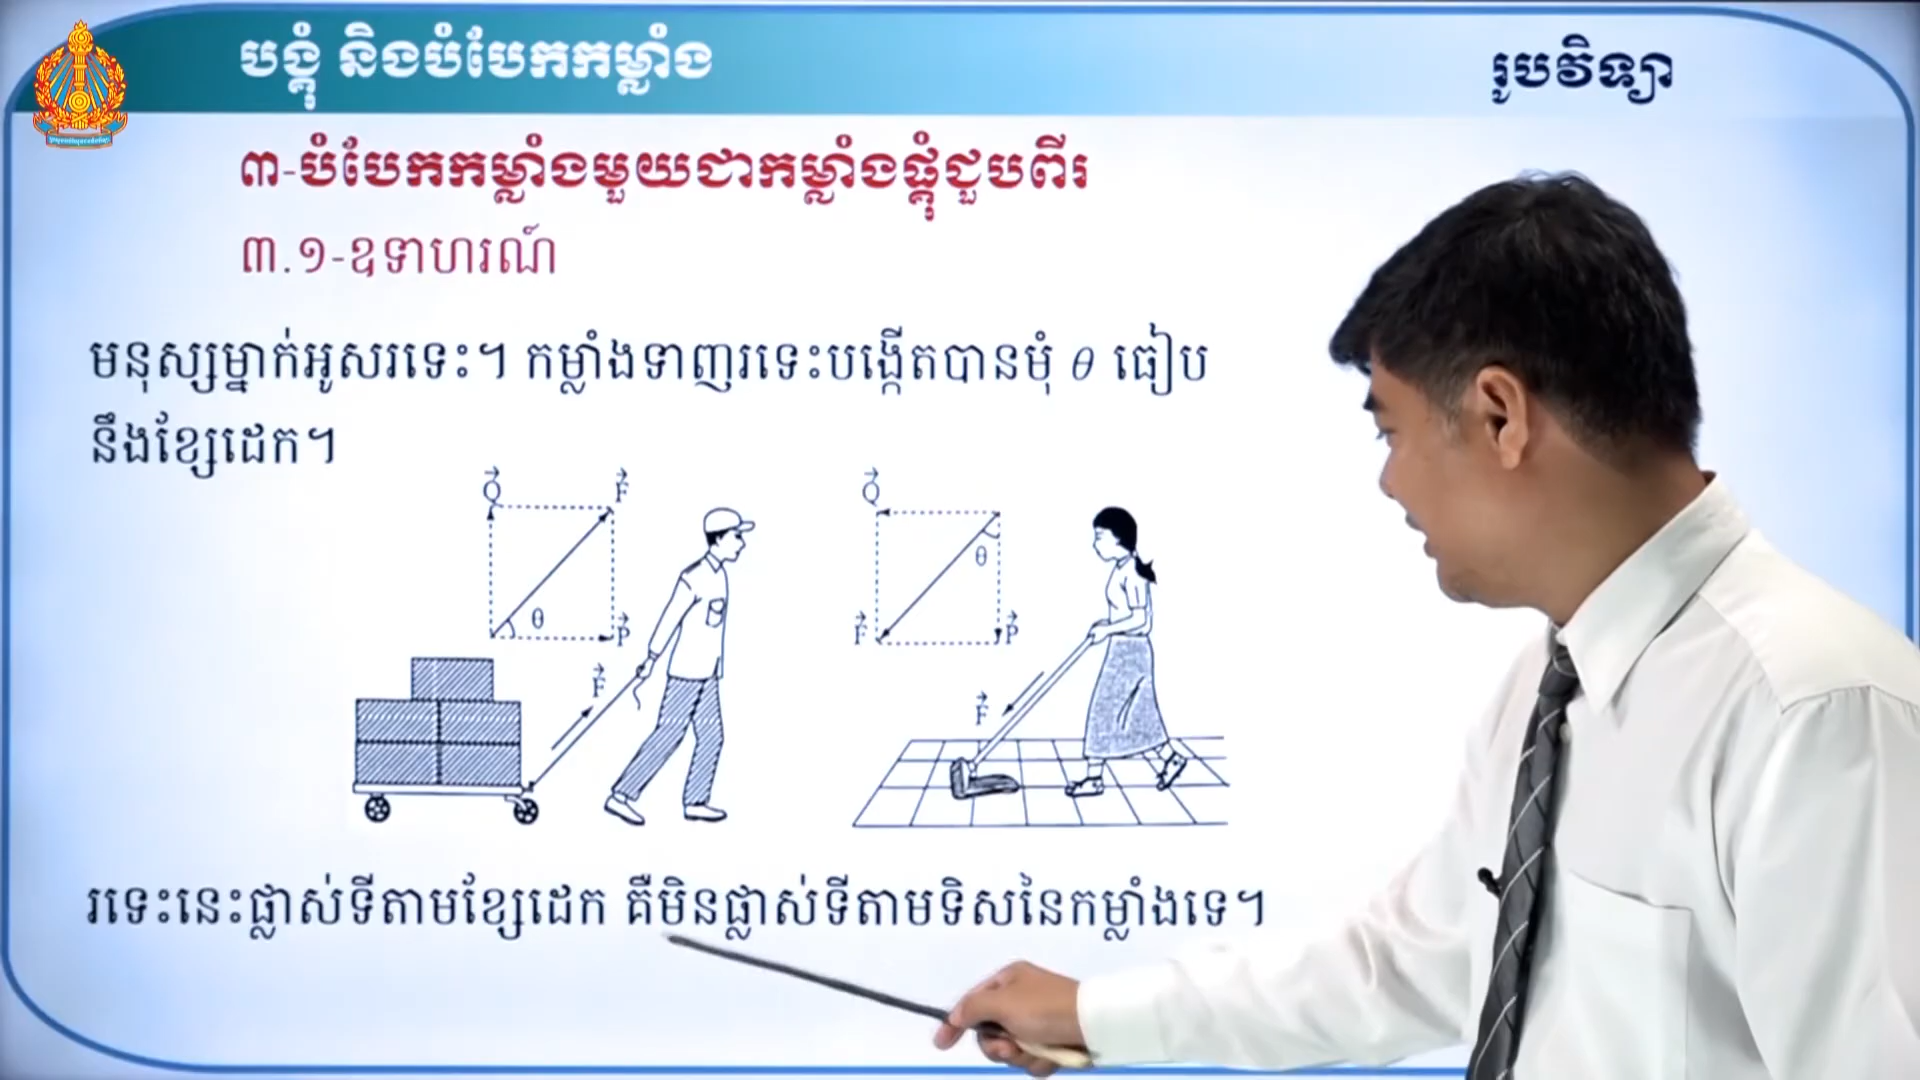 បង្គុំ និងបំបែកកម្លាំង
រូបវិទ្យា
៣-បំបែកកម្លាំងមួយជាកម្លាំងផ្គុំជួបពីរ
៣.១-ឧទាហរណ៍
មនុស្សម្នាក់អូសរទេះ។ កម្លាំងទាញរទេះបង្កើតបានមុំ θ ធៀប
នឹងខ្សែដេក។
Q⃗ F⃗ Q⃗
θ θ
P⃗ F⃗ P⃗
F⃗ F⃗
រទេះនេះផ្លាស់ទីតាមខ្សែដេក គឺមិនផ្លាស់ទីតាមទិសនៃកម្លាំងទេ។